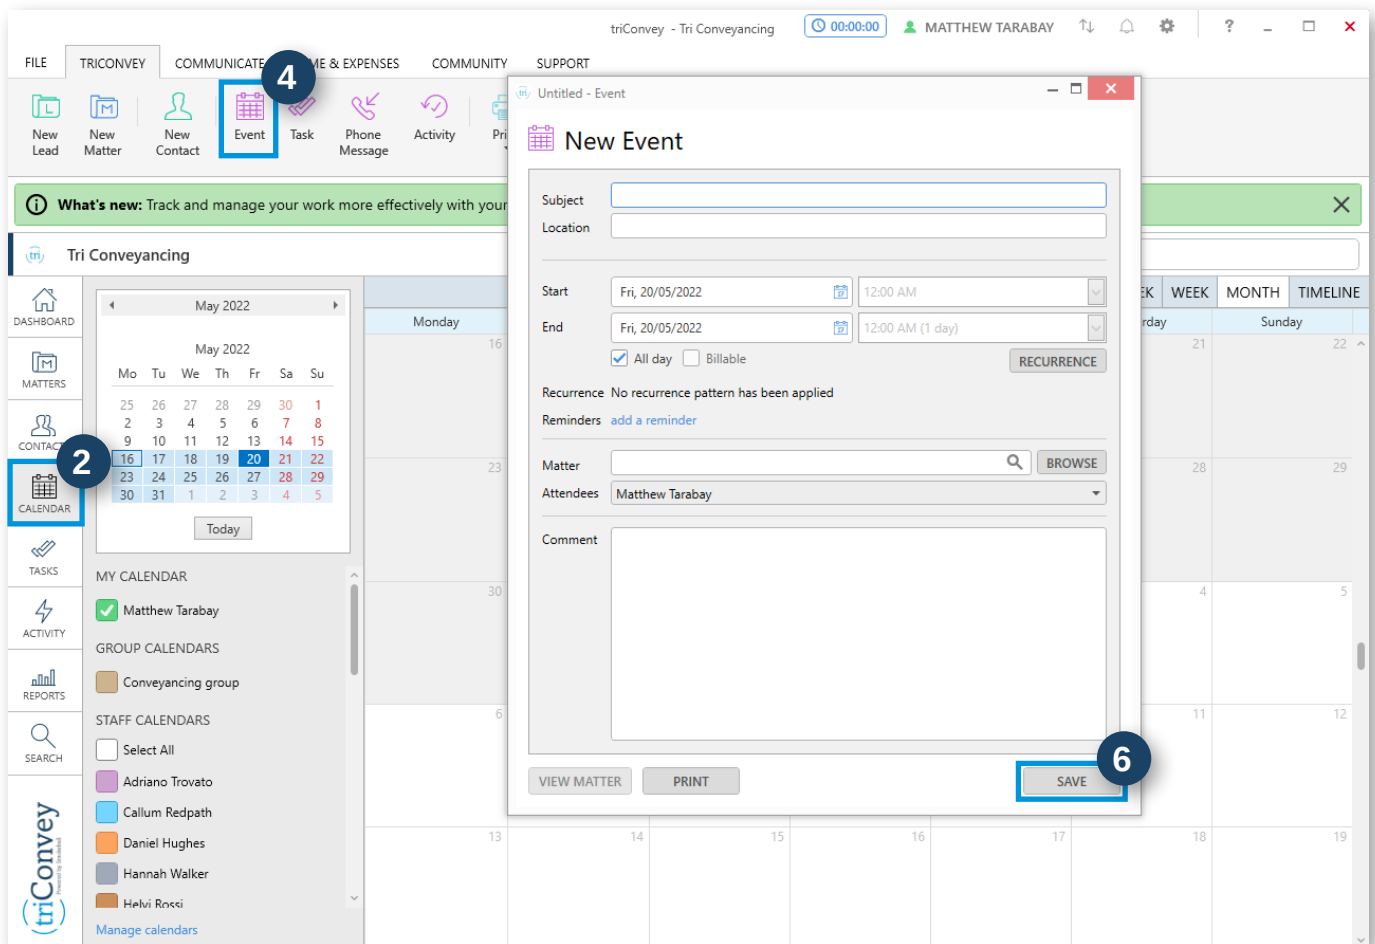 triConvey - Tri Conveyancing
00:00:00
MATTHEW TARABAY
?
FILE
TRICONVEY
COMMUNICATE
ME & EXPENSES
COMMUNITY
SUPPORT
4
New Lead
New Matter
New Contact
Event
Task
Phone Message
Activity
Pri
What's new: Track and manage your work more effectively with your
Tri Conveyancing
DASHBOARD
MATTERS
CONTACT
2
CALENDAR
TASKS
ACTIVITY
REPORTS
SEARCH
triConvey
Powered by Smokeball
May 2022
May 2022
Mo Tu We Th Fr Sa Su
25 26 27 28 29 30 1
2 3 4 5 6 7 8
9 10 11 12 13 14 15
16 17 18 19 20 21 22
23 24 25 26 27 28 29
30 31 1 2 3 4 5
Today
MY CALENDAR
Matthew Tarabay
GROUP CALENDARS
Conveyancing group
STAFF CALENDARS
Select All
Adriano Trovato
Callum Redpath
Daniel Hughes
Hannah Walker
Helvi Rossi
Manage calendars
EK WEEK MONTH TIMELINE
Monday
rday
Sunday
16 21 22
23 28 29
30 4 5
6 11 12
13 14 15 16 17 18 19
tri
Untitled - Event
New Event
Subject
Location
Start Fri, 20/05/2022 12:00 AM
End Fri, 20/05/2022 12:00 AM (1 day)
All day Billable
RECURRENCE
Recurrence No recurrence pattern has been applied
Reminders add a reminder
Matter BROWSE
Attendees Matthew Tarabay
Comment
VIEW MATTER
PRINT
SAVE
6